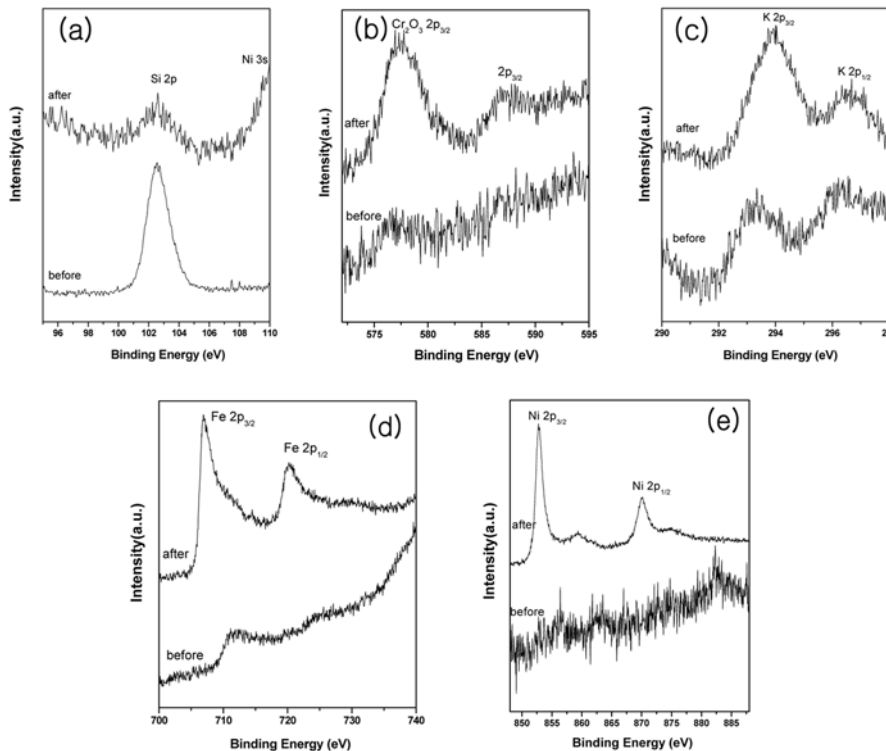 (a)
Ni 3s
Si 2p
after
before
Intensity(a.u.)
96 98 100 102 104 106 108 110
Binding Energy (eV)
(b)
Cr₂O₃ 2p₃/₂
2p₃/₂
after
before
Intensity(a.u.)
575 580 585 590 595
Binding Energy (eV)
(c)
K 2p₃/₂
K 2p₁/₂
after
before
Intensity(a.u.)
290 292 294 296
Binding Energy (eV)
(d)
Fe 2p₃/₂
Fe 2p₁/₂
after
before
Intensity(a.u.)
700 710 720 730 740
Binding Energy (eV)
(e)
Ni 2p₃/₂
Ni 2p₁/₂
after
before
Intensity(a.u.)
850 855 860 865 870 875 880 885
Binding Energy (eV)